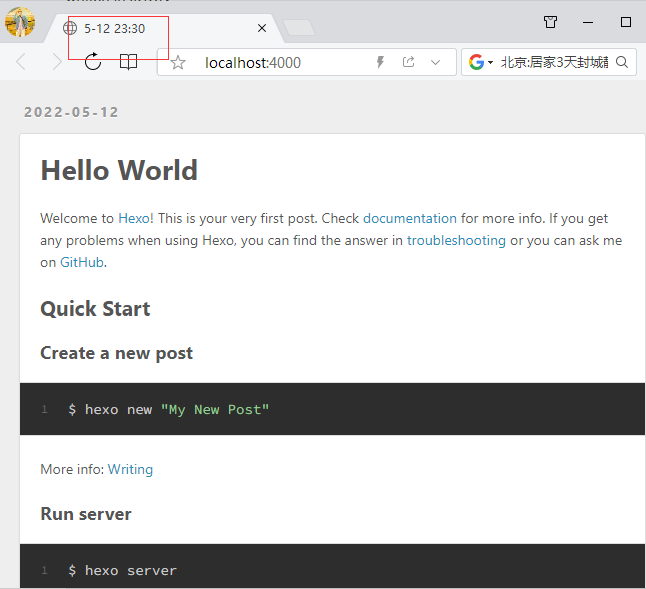 5-12 23:30
localhost:4000
北京:居家3天封城
2022-05-12
Hello World
Welcome to Hexo! This is your very first post. Check documentation for more info. If you get
any problems when using Hexo, you can find the answer in troubleshooting or you can ask me
on GitHub.
Quick Start
Create a new post
1 $ hexo new "My New Post"
More info: Writing
Run server
1 $ hexo server